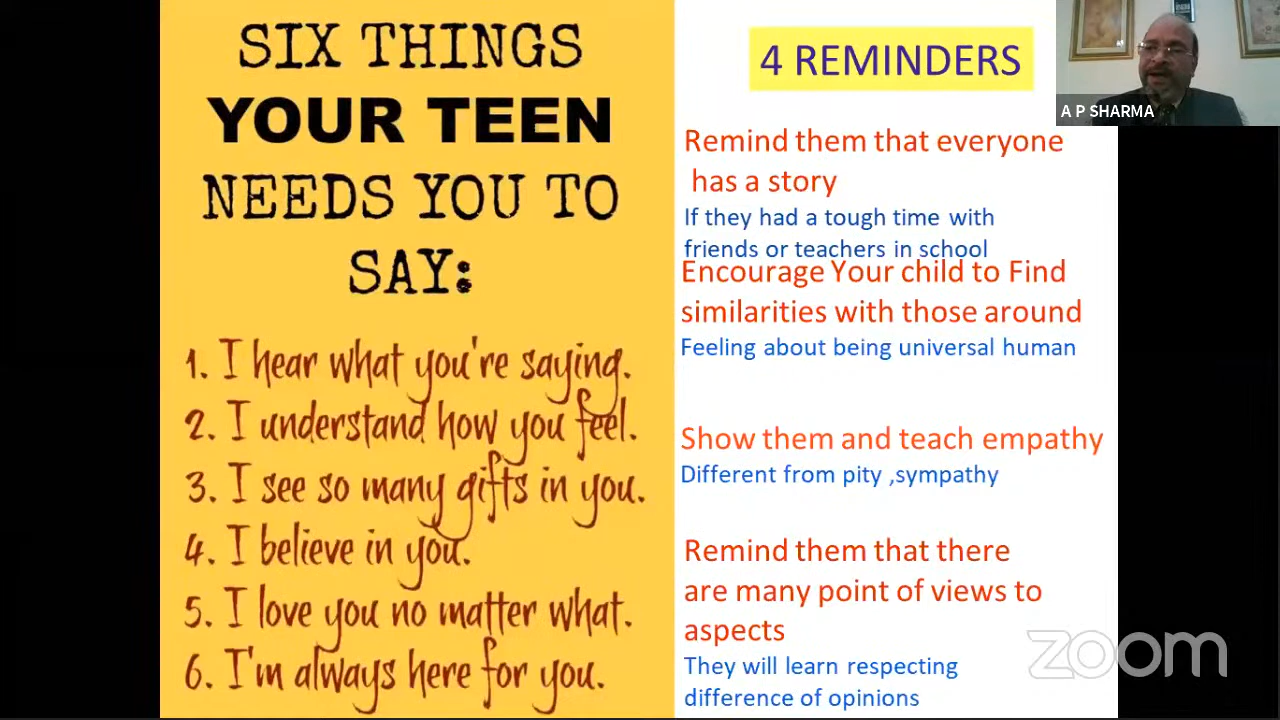 SIX THINGS
YOUR TEEN
NEEDS YOU TO
SAY:
1. I hear what you're saying.
2. I understand how you feel.
3. I see so many gifts in you.
4. I believe in you.
5. I love you no matter what.
6. I'm always here for you.
4 REMINDERS
Remind them that everyone
has a story
If they had a tough time with
friends or teachers in school
Encourage Your child to Find
similarities with those around
Feeling about being universal human
Show them and teach empathy
Different from pity ,sympathy
Remind them that there
are many point of views to
aspects
They will learn respecting
difference of opinions
A P SHARMA
zoom